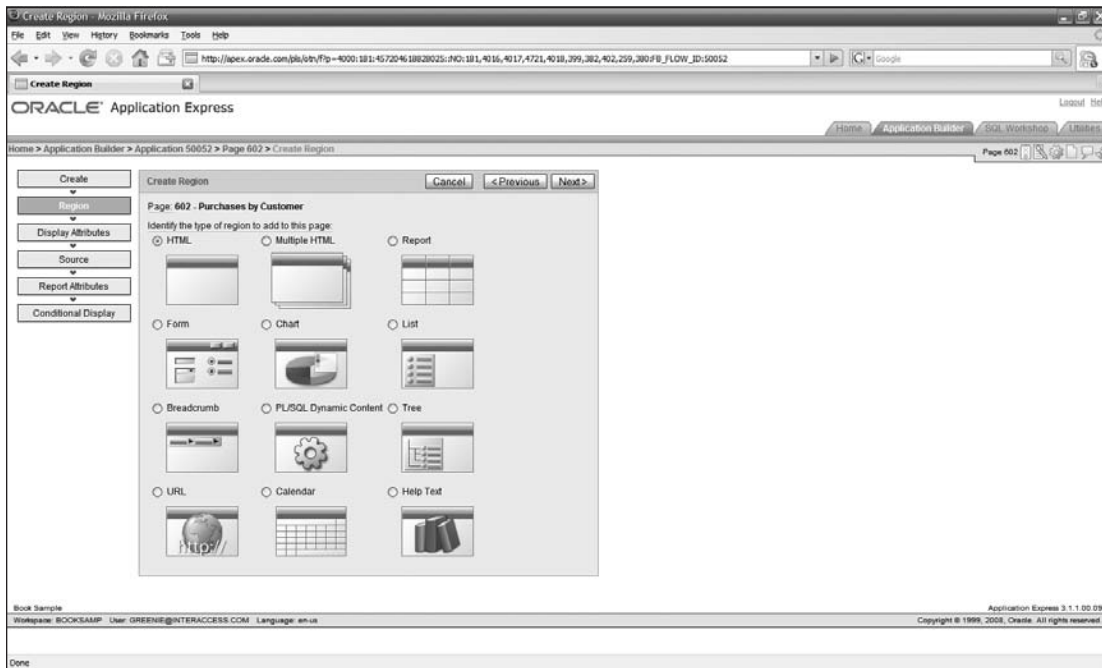 Create Region - Mozilla Firefox
File Edit View History Bookmarks Tools Help
http://apex.oracle.com/pls/otn/f?p=4000:181:457204618828025::NO:181,4016,4017,4721,4018,399,382,402,259,380:FB_FLOW_ID:50052
Google
Create Region
ORACLE Application Express
Logout Hel
Home Application Builder SQL Workshop Utilities
Home > Application Builder > Application 50052 > Page 602 > Create Region
Page 602
Create
Region
Display Attributes
Source
Report Attributes
Conditional Display
Create Region
Cancel < Previous Next >
Page: 602 - Purchases by Customer
Identify the type of region to add to this page:
HTML Multiple HTML Report
Form Chart List
Breadcrumb PL/SQL Dynamic Content Tree
URL Calendar Help Text
http://
Book Sample
Application Express 3.1.1.00.09
Workspace: BOOKSAMP User: GREENIE@INTERACCESS.COM Language: en-us
Copyright © 1999, 2008, Oracle. All rights reserved.
Done